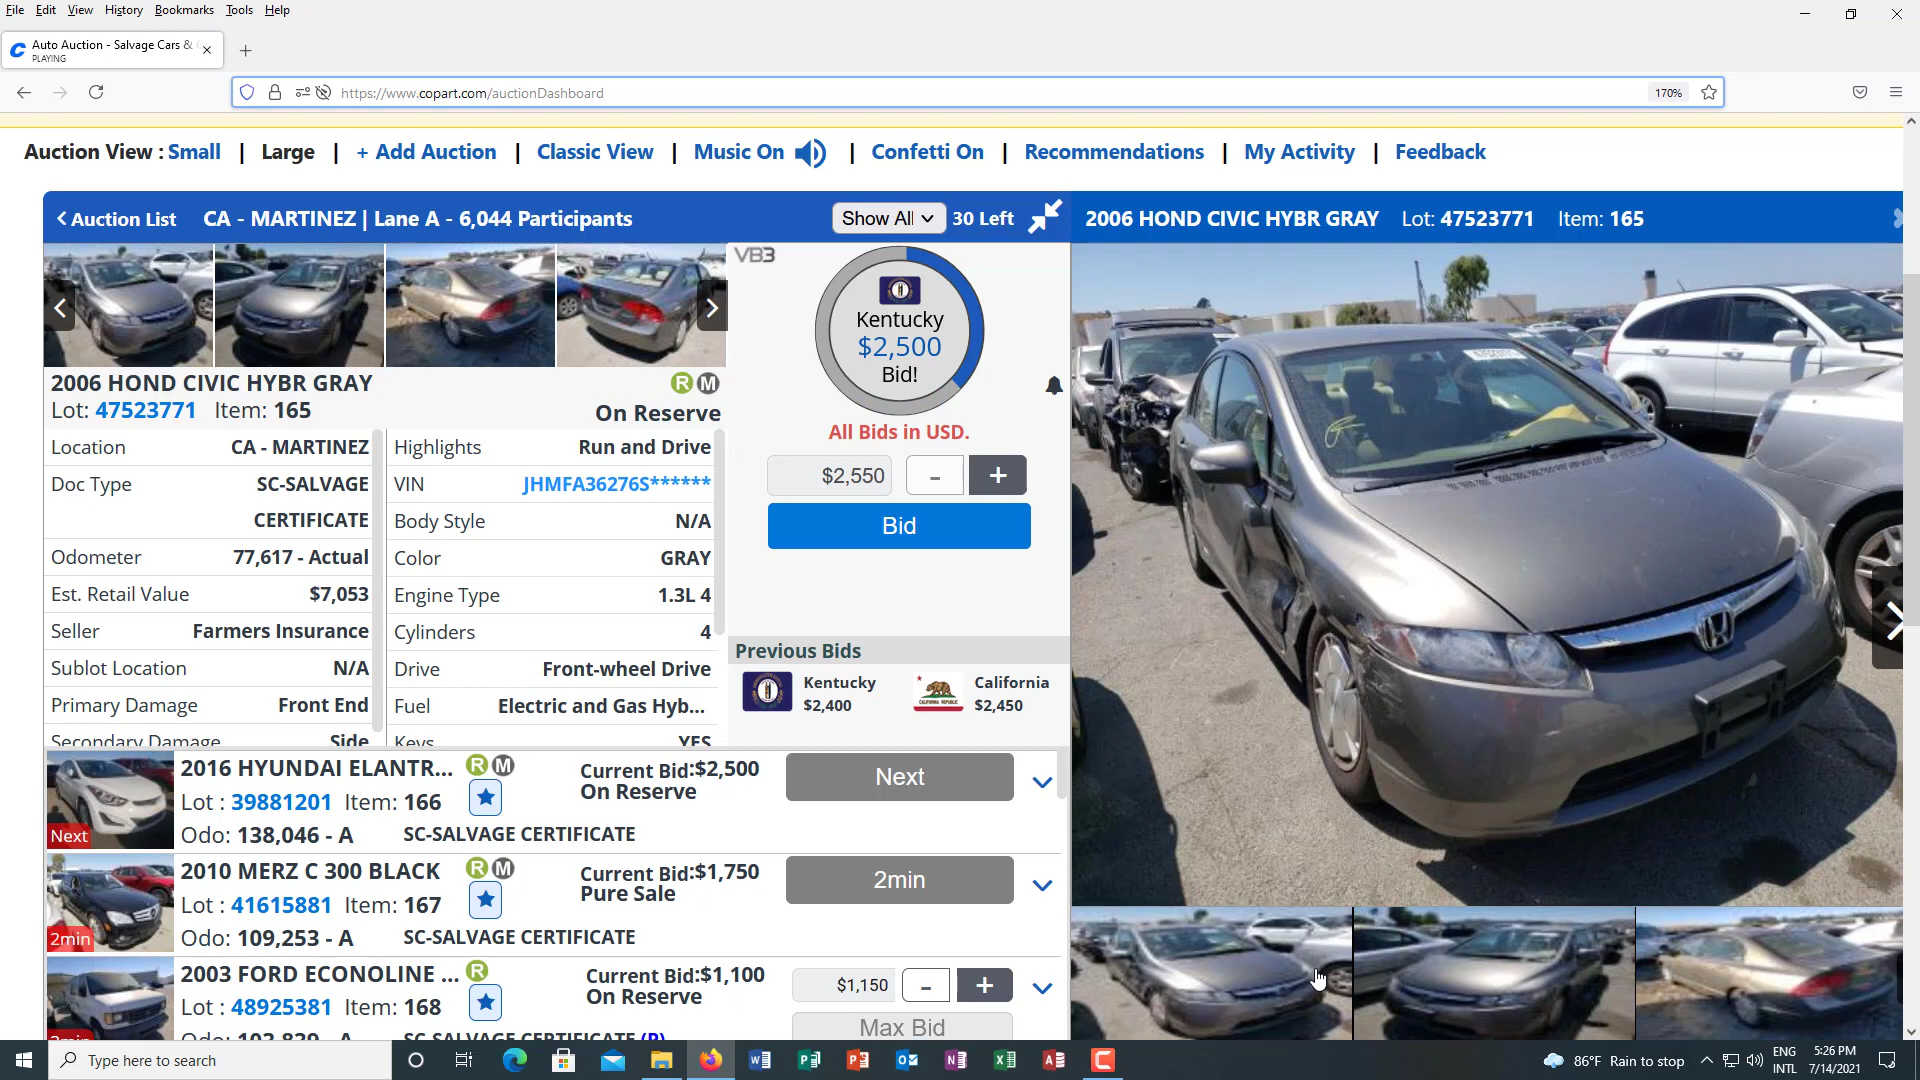 File Edit View History Bookmarks Tools Help
Auto Auction - Salvage Cars &
PLAYING
https://www.copart.com/auctionDashboard
170%
Auction View : Small | Large | + Add Auction | Classic View | Music On | Confetti On | Recommendations | My Activity | Feedback
Auction List CA - MARTINEZ | Lane A - 6,044 Participants
Show All
30 Left
2006 HOND CIVIC HYBR GRAY Lot: 47523771 Item: 165
VB3
Kentucky
$2,500
Bid!
2006 HOND CIVIC HYBR GRAY
R M
Lot: 47523771 Item: 165
On Reserve
All Bids in USD.
$2,550 - +
Bid
Location CA - MARTINEZ
Doc Type SC-SALVAGE
CERTIFICATE
Odometer 77,617 - Actual
Est. Retail Value $7,053
Seller Farmers Insurance
Sublot Location N/A
Primary Damage Front End
Secondary Damage Side
Highlights Run and Drive
VIN JHMFA36276S******
Body Style N/A
Color GRAY
Engine Type 1.3L 4
Cylinders 4
Drive Front-wheel Drive
Fuel Electric and Gas Hyb...
Keys YES
Previous Bids
Kentucky
$2,400
California
$2,450
2016 HYUNDAI ELANTR... R M
Lot : 39881201 Item: 166
Odo: 138,046 - A SC-SALVAGE CERTIFICATE
Current Bid:$2,500
On Reserve
Next
Next
2010 MERZ C 300 BLACK R M
Lot : 41615881 Item: 167
Odo: 109,253 - A SC-SALVAGE CERTIFICATE
Current Bid:$1,750
Pure Sale
2min
2min
2003 FORD ECONOLINE ... R
Lot : 48925381 Item: 168
Odo: 103,839 - A SC-SALVAGE CERTIFICATE (P)
Current Bid:$1,100
On Reserve
$1,150 - +
Max Bid
Type here to search
86°F Rain to stop
ENG
INTL
5:26 PM
7/14/2021